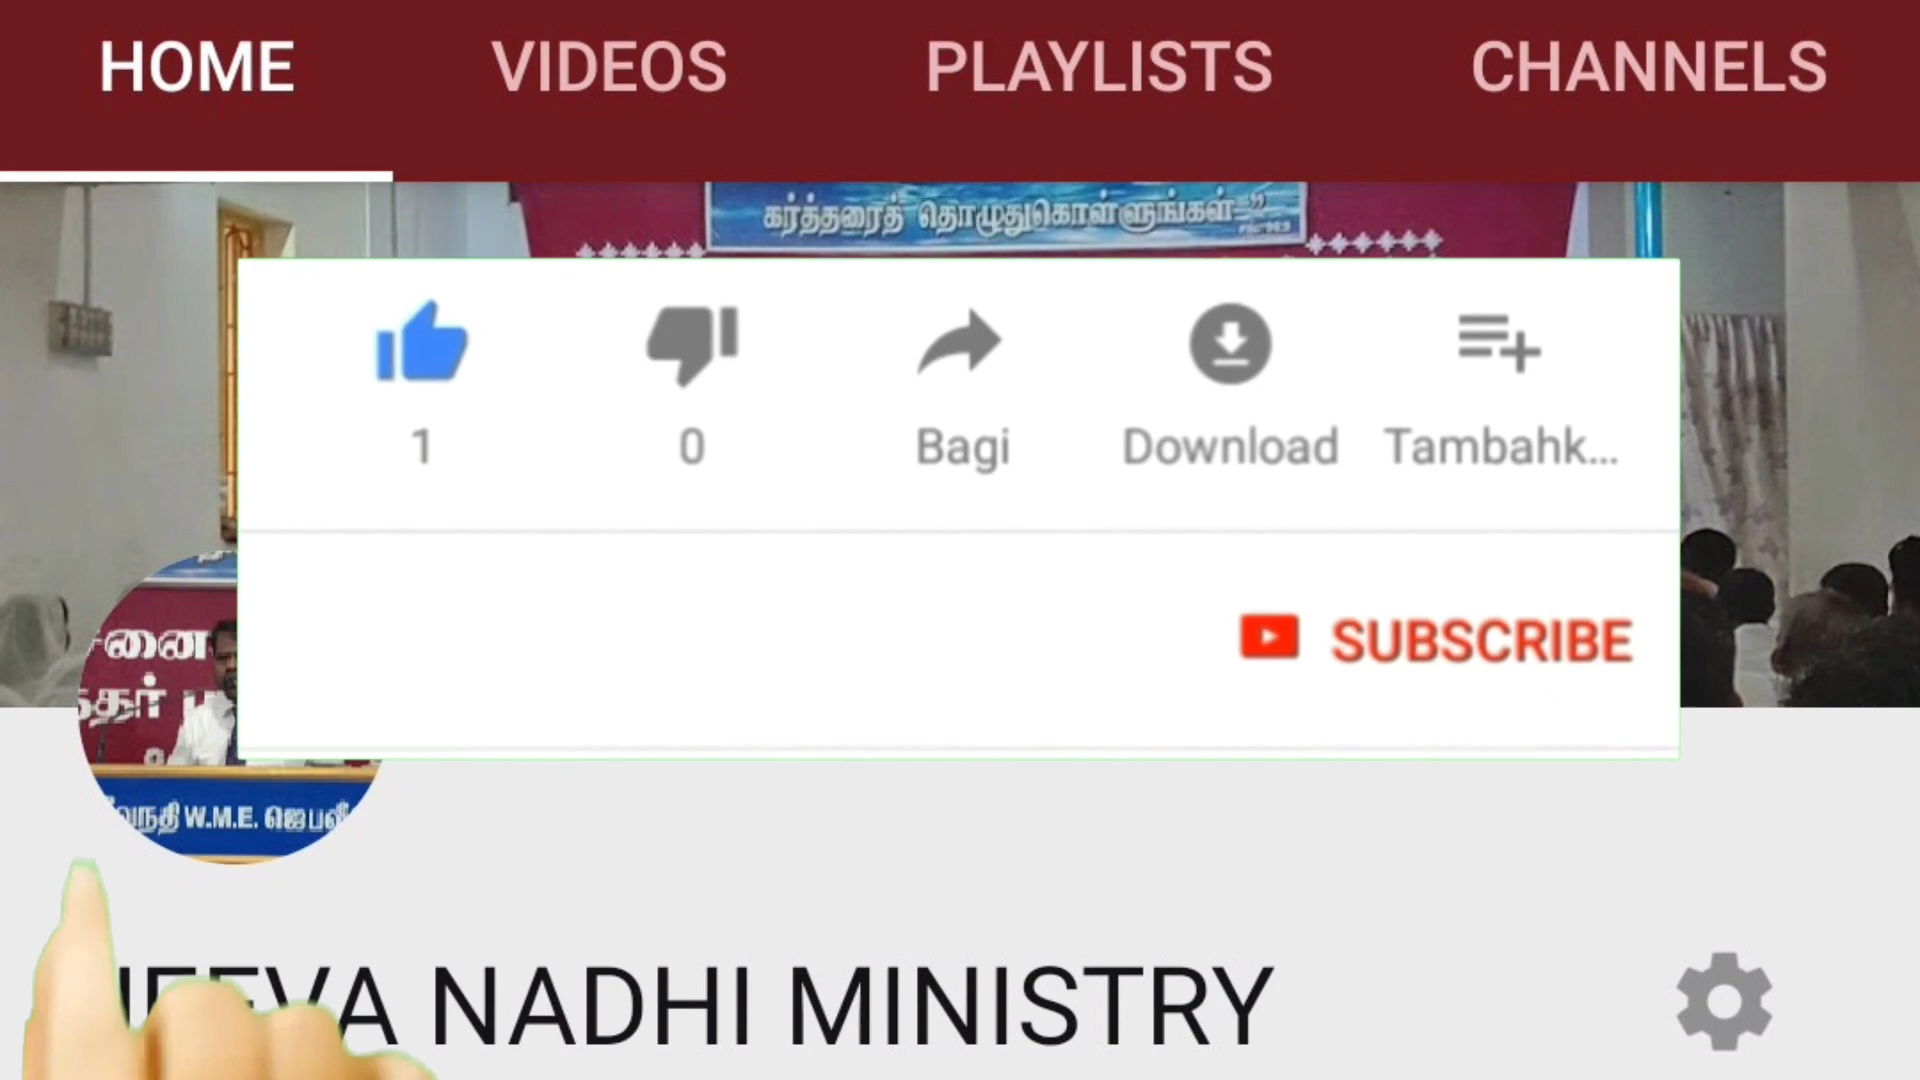 HOME VIDEOS PLAYLISTS CHANNELS
கர்த்தரைத் தொழுதுகொள்ளுங்கள்-"
1 0 Bagi Download Tambahk...
SUBSCRIBE
W.M.E.
NADHI MINISTRY